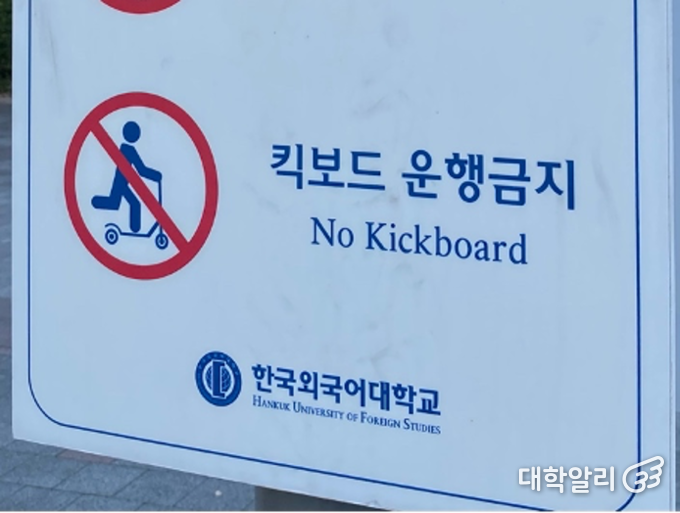 킥보드 운행금지
No Kickboard
한국외국어대학교
HANKUK UNIVERSITY OF FOREIGN STUDIES
대학알리